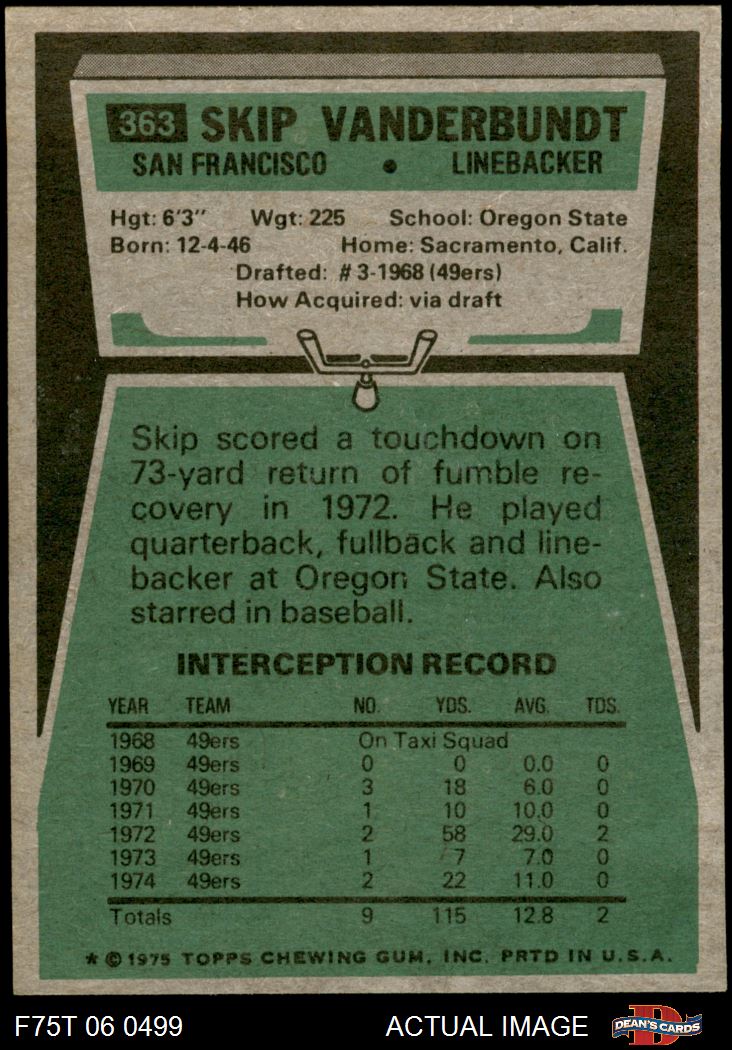 363 SKIP VANDERBUNDT
SAN FRANCISCO • LINEBACKER
Hgt: 6'3" Wgt: 225 School: Oregon State
Born: 12-4-46 Home: Sacramento, Calif.
Drafted: #3-1968 (49ers)
How Acquired: via draft
Skip scored a touchdown on
73-yard return of fumble re-
covery in 1972. He played
quarterback, fullback and line-
backer at Oregon State. Also
starred in baseball.
INTERCEPTION RECORD
YEAR TEAM NO. YDS. AVG. TDS.
1968 49ers On Taxi Squad
1969 49ers 0 0 0.0 0
1970 49ers 3 18 6.0 0
1971 49ers 1 10 10.0 0
1972 49ers 2 58 29.0 2
1973 49ers 1 7 7.0 0
1974 49ers 2 22 11.0 0
Totals 9 115 12.8 2
* © 1975 TOPPS CHEWING GUM, INC. PRTD IN U.S.A.
F75T 06 0499 ACTUAL IMAGE D DEAN'S CARDS